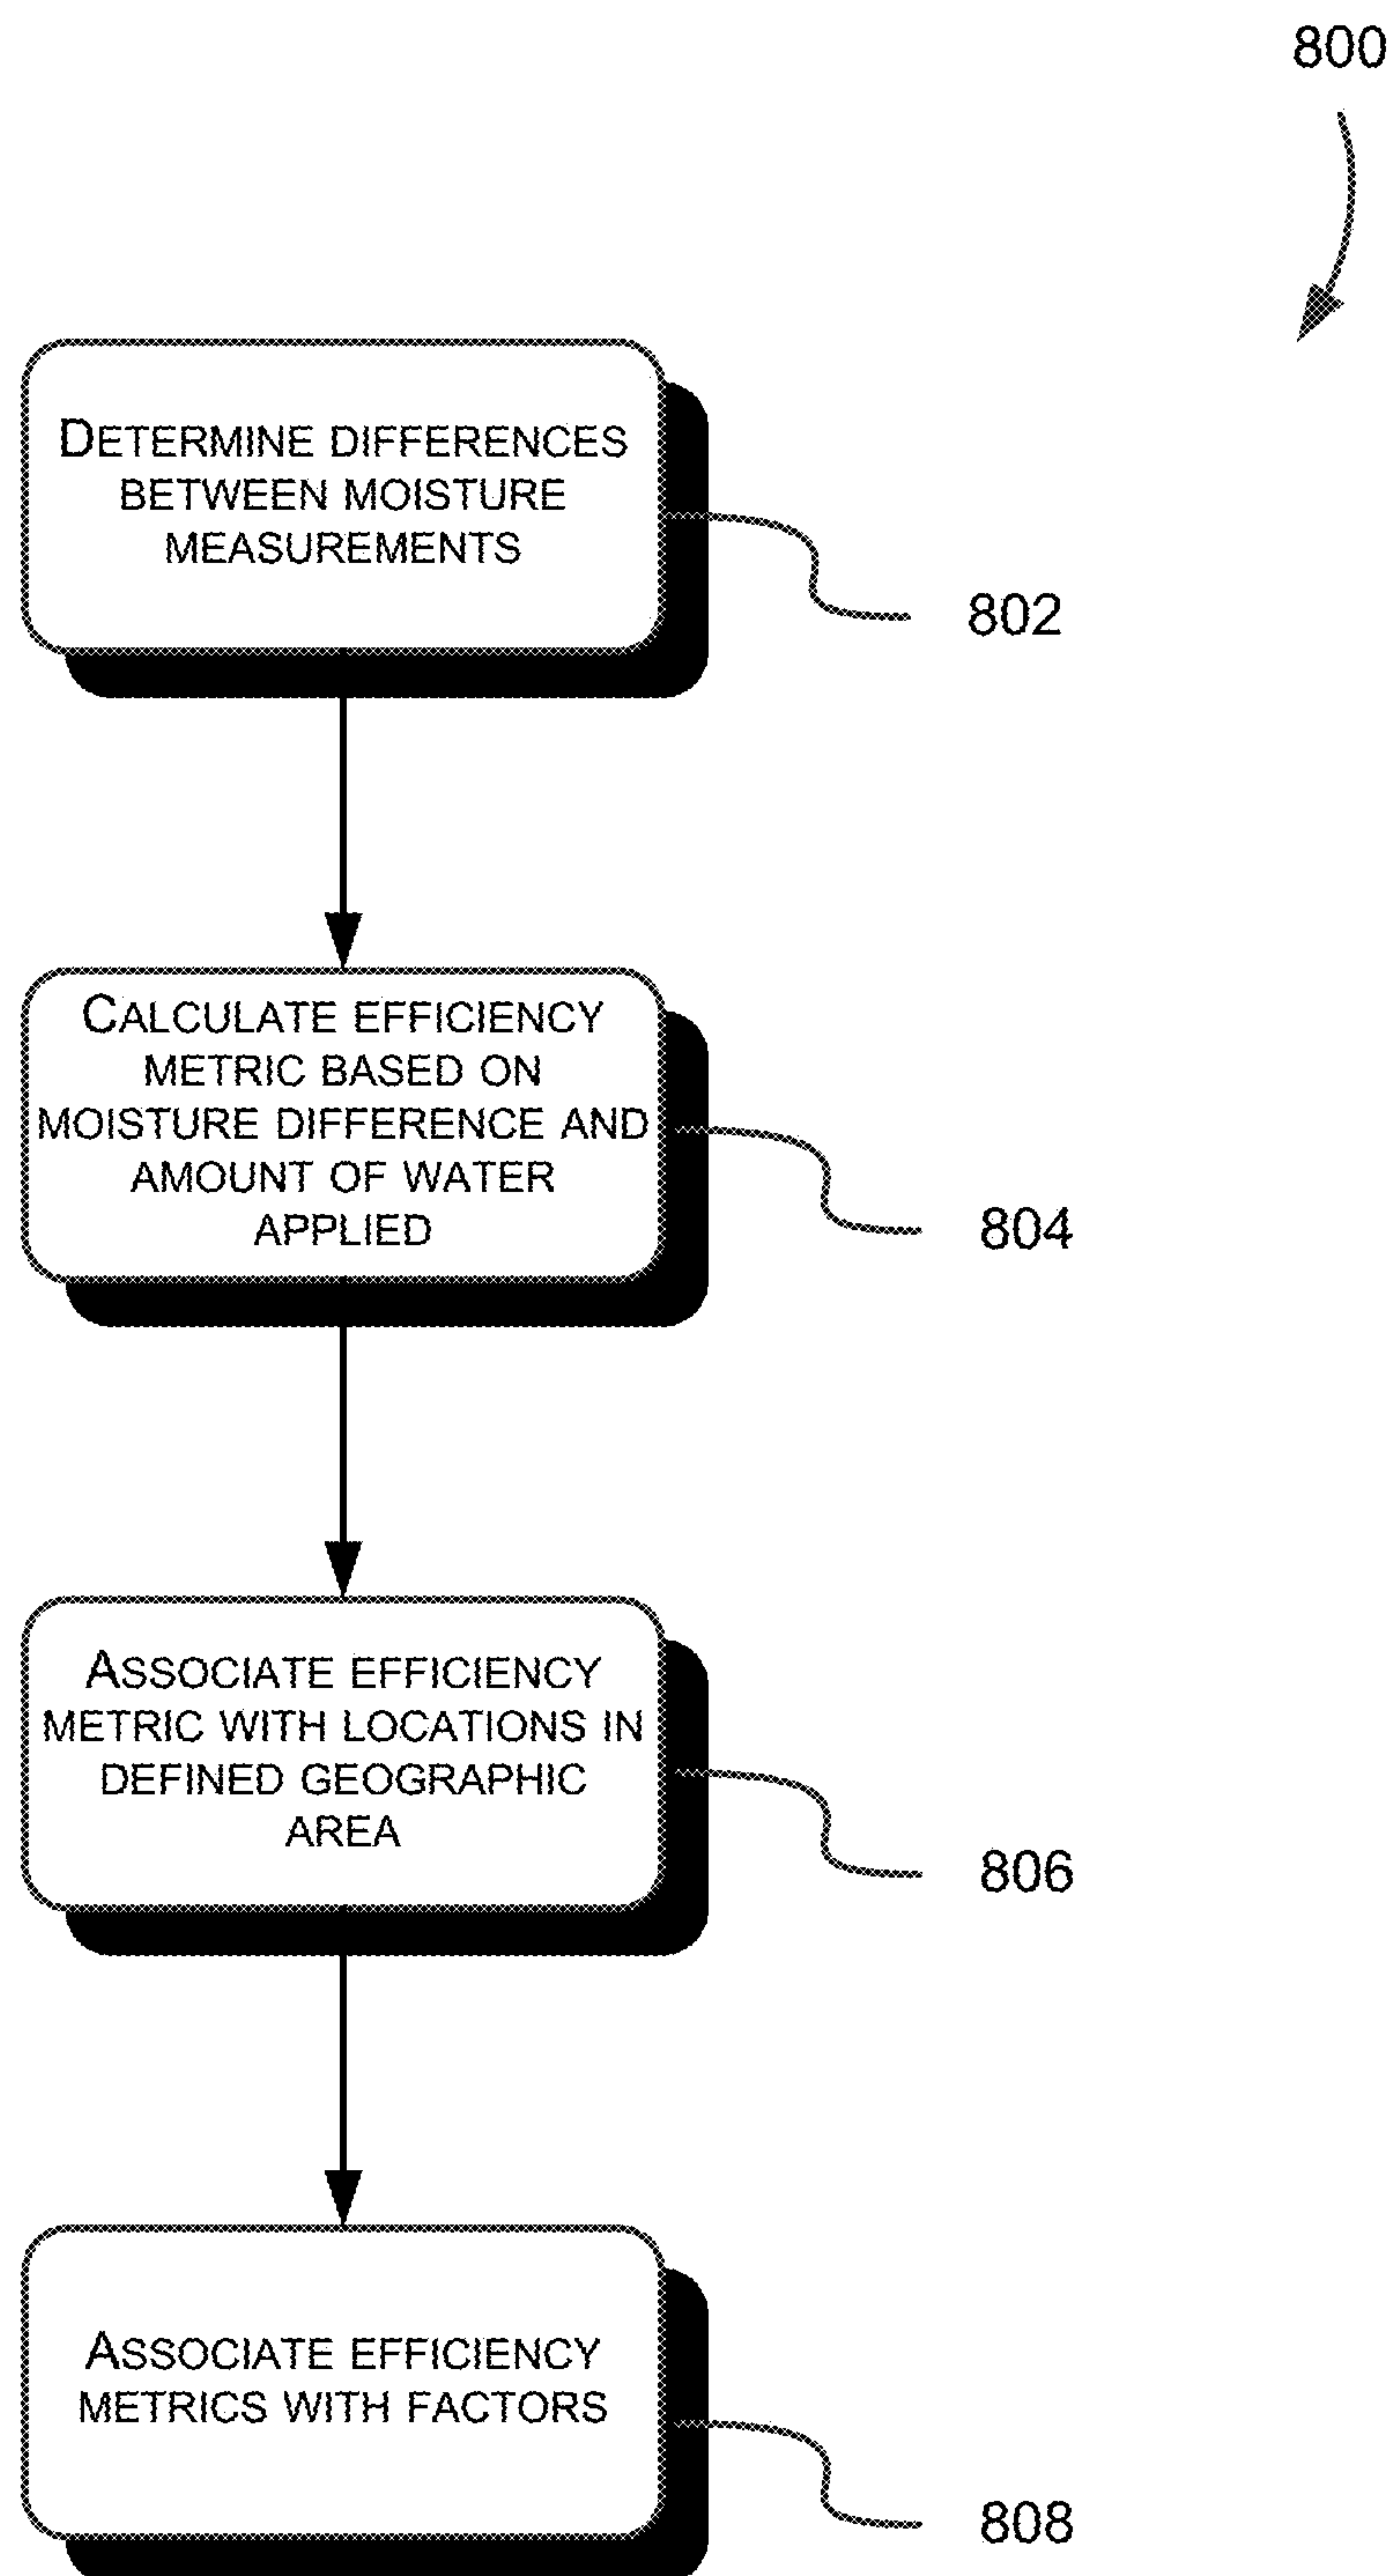 800
DETERMINE DIFFERENCES
BETWEEN MOISTURE
MEASUREMENTS
802
CALCULATE EFFICIENCY
METRIC BASED ON
MOISTURE DIFFERENCE AND
AMOUNT OF WATER
APPLIED
804
ASSOCIATE EFFICIENCY
METRIC WITH LOCATIONS IN
DEFINED GEOGRAPHIC
AREA
806
ASSOCIATE EFFICIENCY
METRICS WITH FACTORS
808